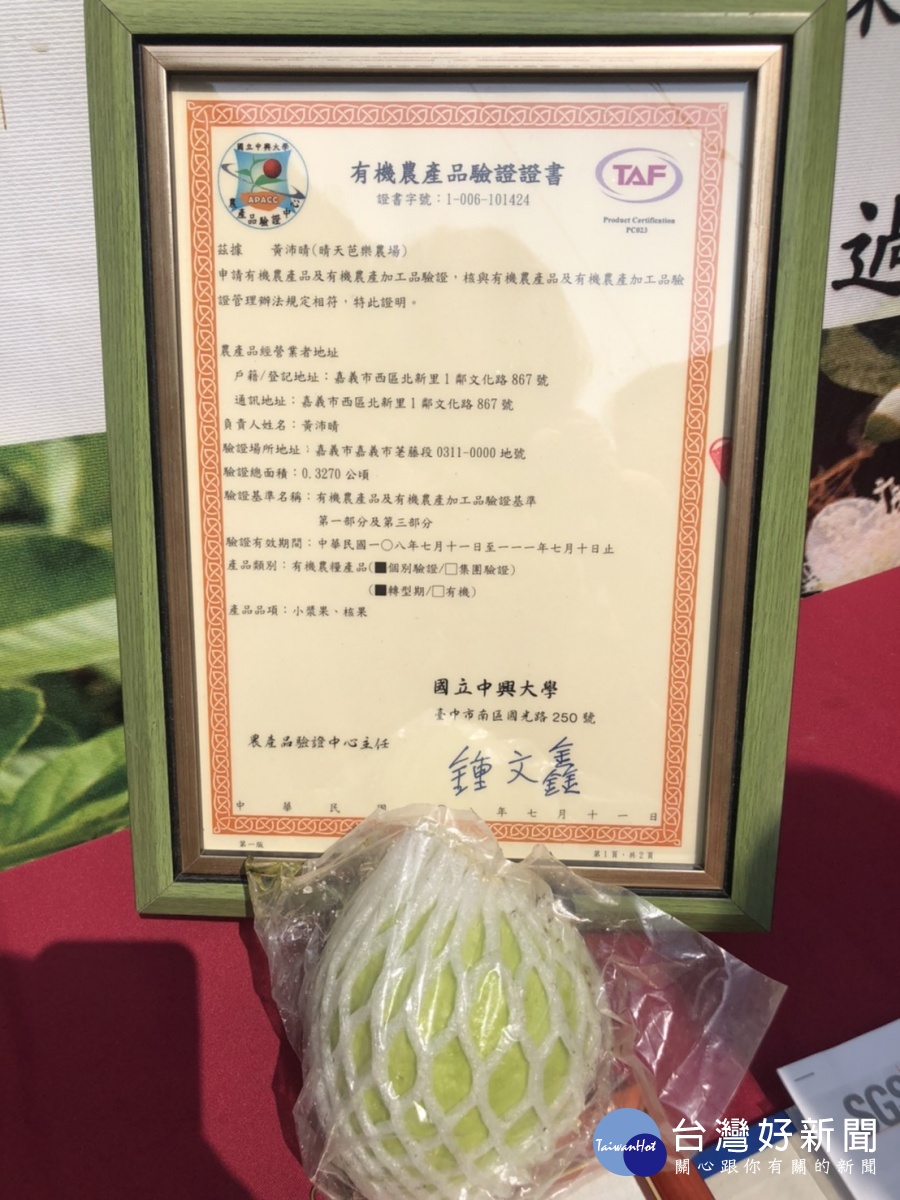 國立中興大學
APACC
農產品驗證中心
有機農產品驗證證書
證書字號：1-006-101424
TAF
Product Certification
PC023
茲據 黃沛晴(晴天芭樂農場)
申請有機農產品及有機農產加工品驗證，核與有機農產品及有機農產加工品驗
證管理辦法規定相符，特此證明。
農產品經營業者地址
戶籍/登記地址：嘉義市西區北新里1鄰文化路867號
通訊地址：嘉義市西區北新里1鄰文化路867號
負責人姓名：黃沛晴
驗證場所地址：嘉義市嘉義市荖藤段0311-0000地號
驗證總面積：0.3270公頃
驗證基準名稱：有機農產品及有機農產加工品驗證基準
第一部分及第三部分
驗證有效期間：中華民國一〇八年七月十一日至一一一年七月十日止
產品類別：有機農糧產品(■個別驗證/□集團驗證)
(■轉型期/□有機)
產品品項：小漿果、核果
國立中興大學
臺中市南區國光路250號
農產品驗證中心主任
鍾文鑫
中華民國 年七月十一日
第一版
第1頁，共2頁
過
SGS
TaiwanHot
台灣好新聞
關心跟你有關的新聞